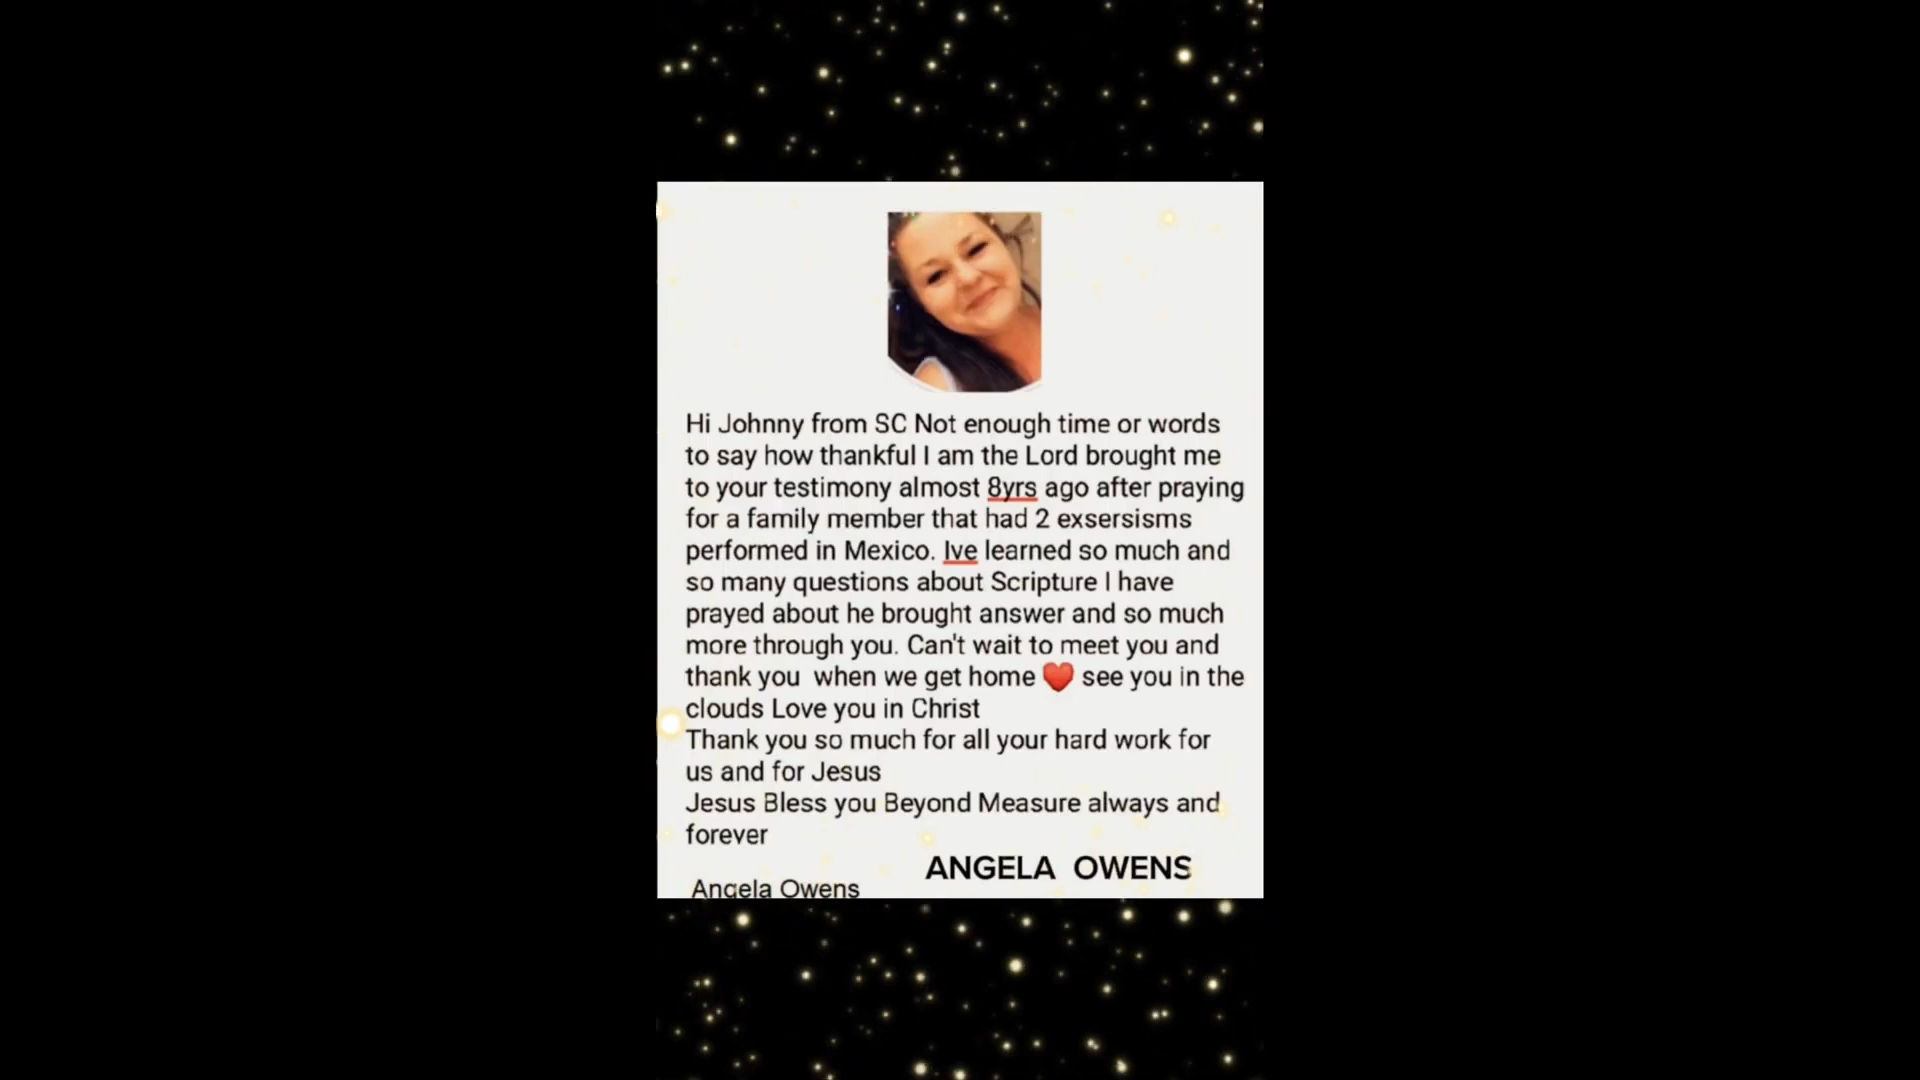 Hi Johnny from SC Not enough time or words
to say how thankful I am the Lord brought me
to your testimony almost 8yrs ago after praying
for a family member that had 2 exsersisms
performed in Mexico. Ive learned so much and
so many questions about Scripture I have
prayed about he brought answer and so much
more through you. Can't wait to meet you and
thank you  when we get home ❤️ see you in the
clouds Love you in Christ
Thank you so much for all your hard work for
us and for Jesus
Jesus Bless you Beyond Measure always and
forever
ANGELA OWENS
Angela Owens